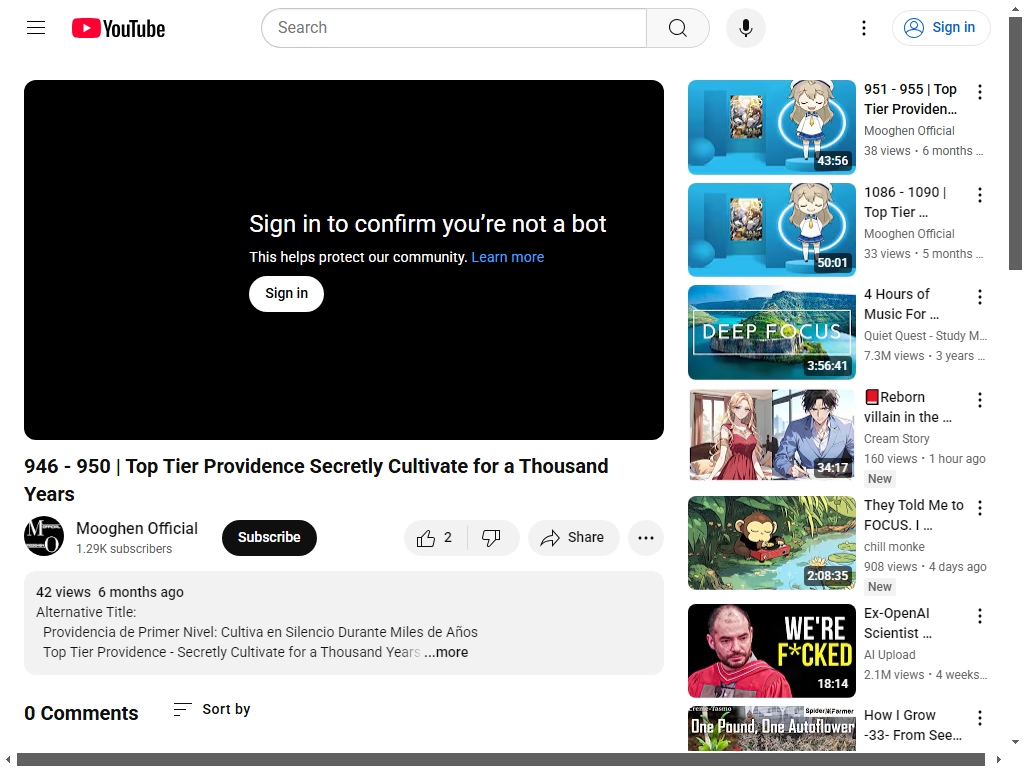 YouTube
Search
Sign in
Sign in to confirm you're not a bot
This helps protect our community. Learn more
Sign in
946 - 950 | Top Tier Providence Secretly Cultivate for a Thousand
Years
Mooghen Official
1.29K subscribers
Subscribe
2
Share
42 views 6 months ago
Alternative Title:
Providencia de Primer Nivel: Cultiva en Silencio Durante Miles de Años
Top Tier Providence - Secretly Cultivate for a Thousand Years ...more
0 Comments
Sort by
43:56
951 - 955 | Top
Tier Providen...
Mooghen Official
38 views • 6 months ...
50:01
1086 - 1090 |
Top Tier ...
Mooghen Official
33 views • 5 months ...
DEEP FOCUS
3:56:41
4 Hours of
Music For ...
Quiet Quest - Study M...
7.3M views • 3 years ...
34:17
📕Reborn
villain in the ...
Cream Story
160 views • 1 hour ago
New
2:08:35
They Told Me to
FOCUS. I ...
chill monke
908 views • 4 days ago
New
WE'RE
F*CKED
18:14
Ex-OpenAI
Scientist ...
AI Upload
2.1M views • 4 weeks...
One Pound, One Autoflower
How I Grow
-33- From See...